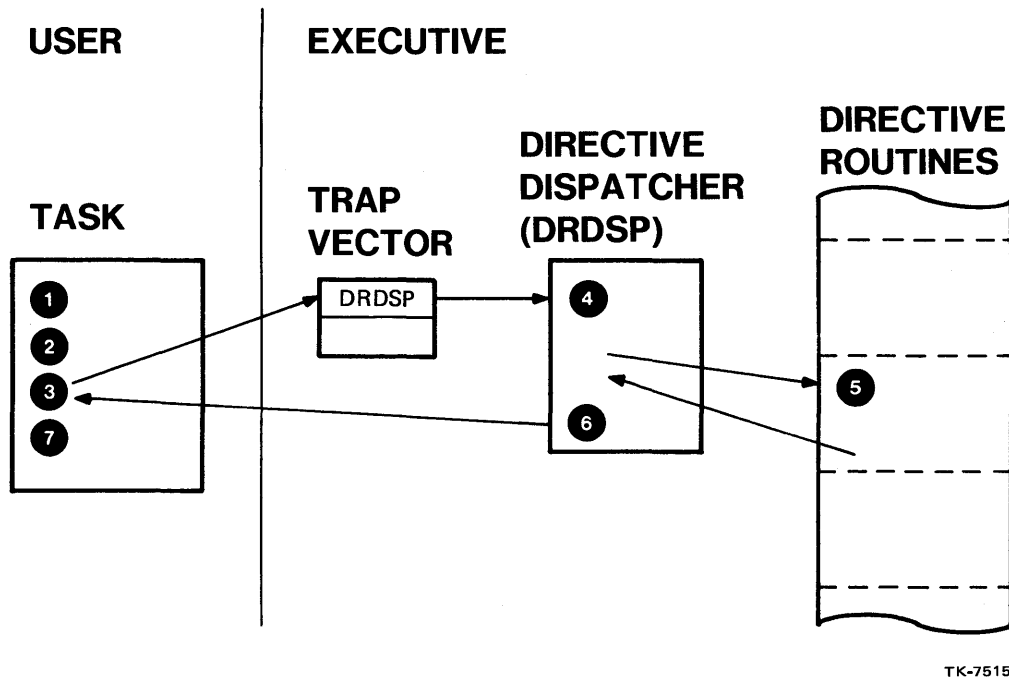 USER
EXECUTIVE
TASK
TRAP
VECTOR
DIRECTIVE
DISPATCHER
(DRDSP)
DIRECTIVE
ROUTINES
1
2
3
7
DRDSP
4
6
5
TK-7515